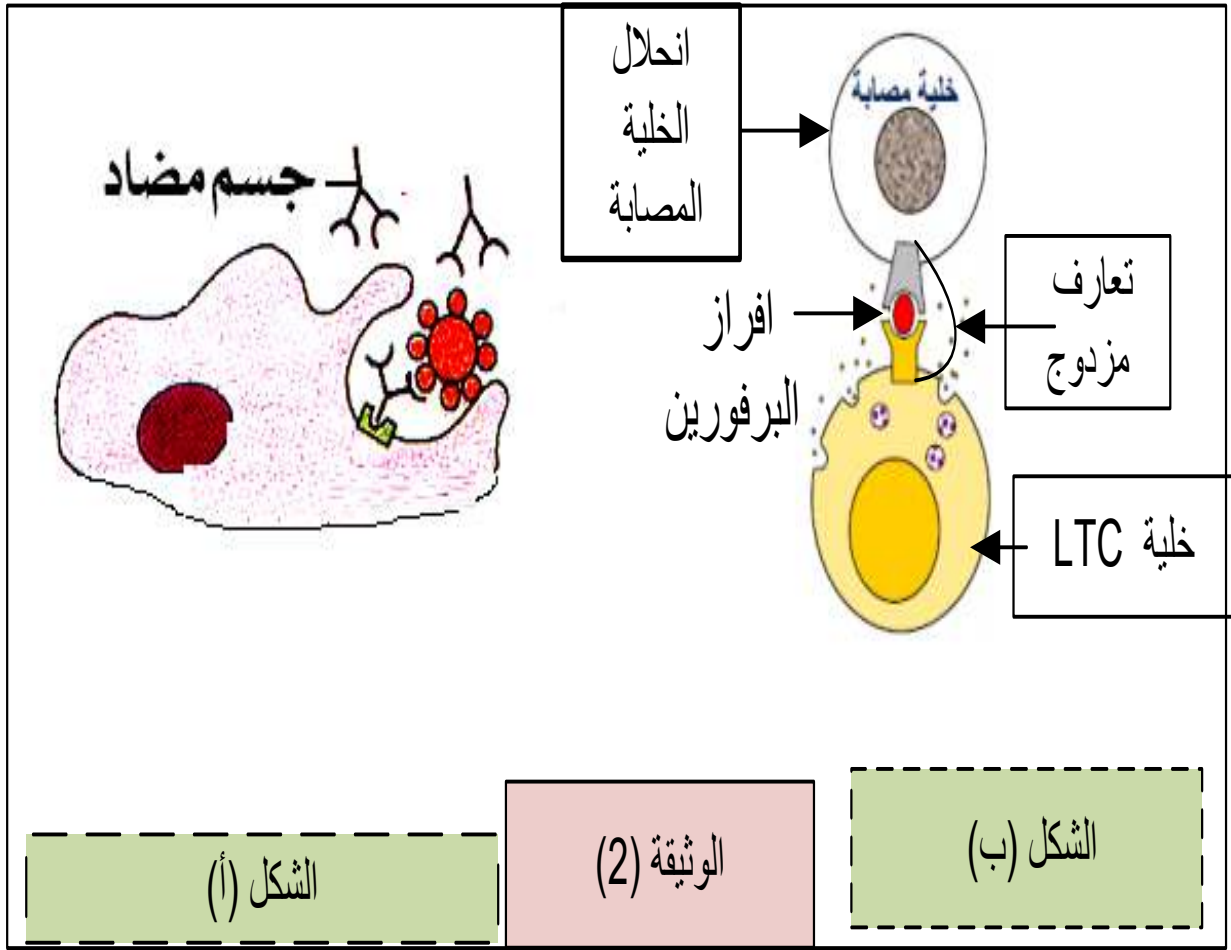 انحلال
الخلية
المصابة
خلية مصابة
جسم مضاد
تعارف
مزدوج
افراز
البرفورين
خلية LTC
الشكل (ب)
الوثيقة (2)
الشكل (أ)